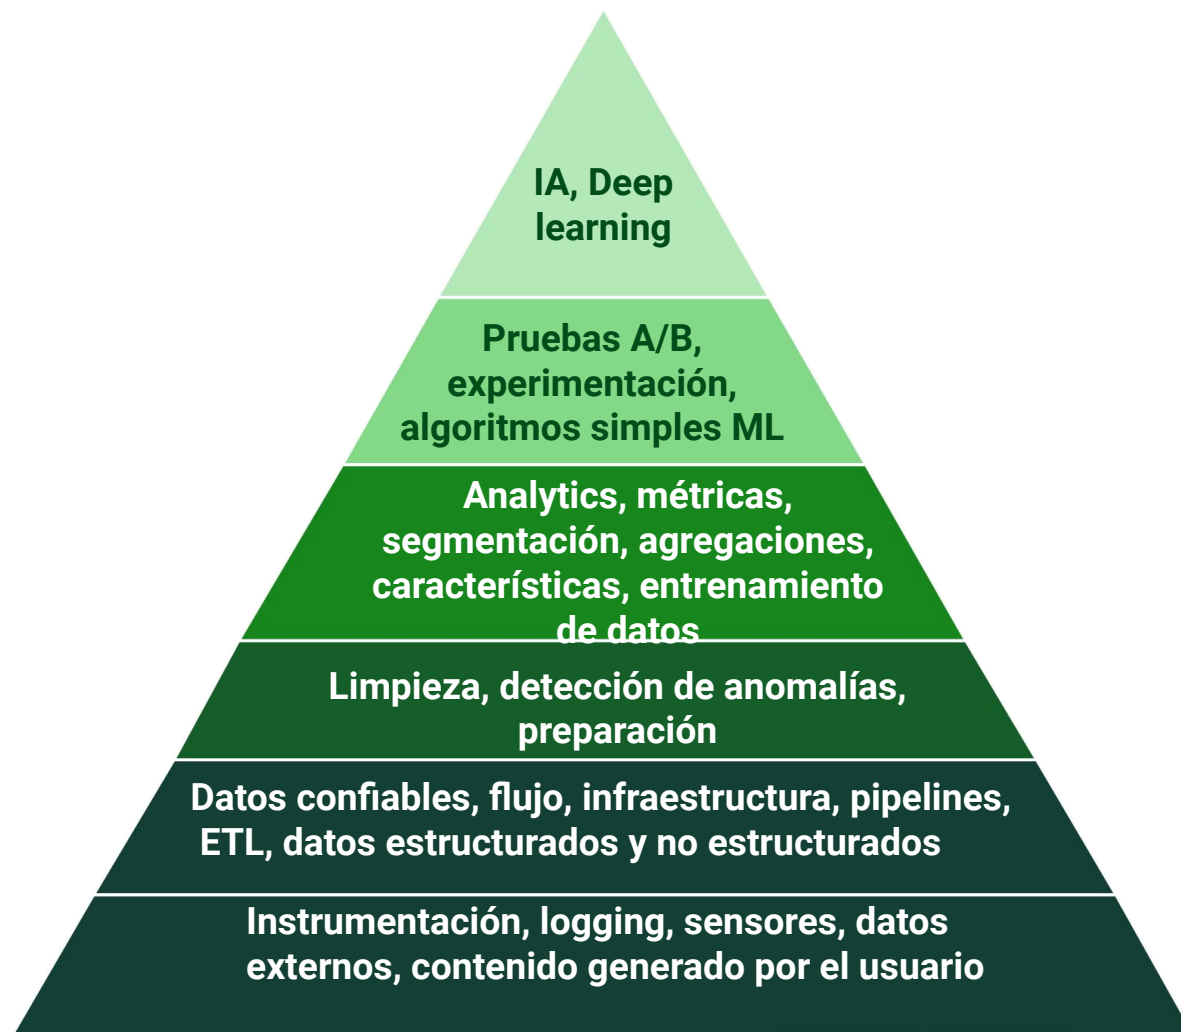 IA, Deep
learning
Pruebas A/B,
experimentación,
algoritmos simples ML
Analytics, métricas,
segmentación, agregaciones,
característícas, entrenamiento
de datos
Limpieza, detección de anomalías,
preparación
Datos confiables, flujo, infraestructura, pipelines,
ETL, datos estructurados y no estructurados
Instrumentación, logging, sensores, datos
externos, contenido generado por el usuario